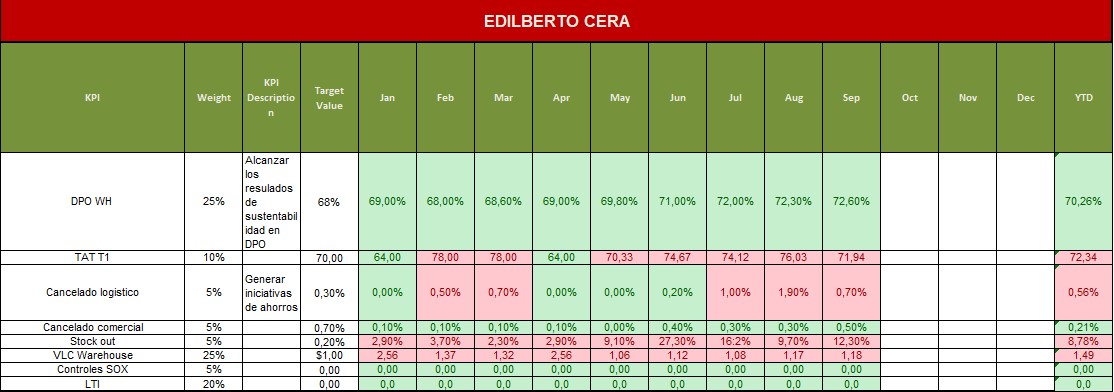 EDILBERTO CERA
KPI Weight KPI Descriptio n Target Value Jan Feb Mar Apr May Jun Jul Aug Sep Oct Nov Dec YTD
DPO WH 25% Alcanzar los resulados de sustentabil idad en DPO 68% 69,00% 68,00% 68,60% 69,00% 69,80% 71,00% 72,00% 72,30% 72,60% 70,26%
TAT T1 10% 70,00 64,00 78,00 78,00 64,00 70,33 74,67 74,12 76,03 71,94 72,34
Cancelado logistico 5% Generar iniciativas de ahorros 0,30% 0,00% 0,50% 0,70% 0,00% 0,00% 0,20% 1,00% 1,90% 0,70% 0,56%
Cancelado comercial 5% 0,70% 0,10% 0,10% 0,10% 0,10% 0,00% 0,40% 0,30% 0,30% 0,50% 0,21%
Stock out 5% 0,20% 2,90% 3,70% 2,30% 2,90% 9,10% 27,30% 16:2% 9,70% 12,30% 8,78%
VLC Warehouse 25% $1,00 2,56 1,37 1,32 2,56 1,06 1,12 1,08 1,17 1,18 1,49
Controles SOX 5% 0,00 0,00 0,00 0,00 0,00 0,00 0,00 0,00 0,00 0,00 0,00
LTI 20% 0,00 0,0 0,0 0,0 0,0 0,0 0,0 0,0 0,0 0,0 0,0